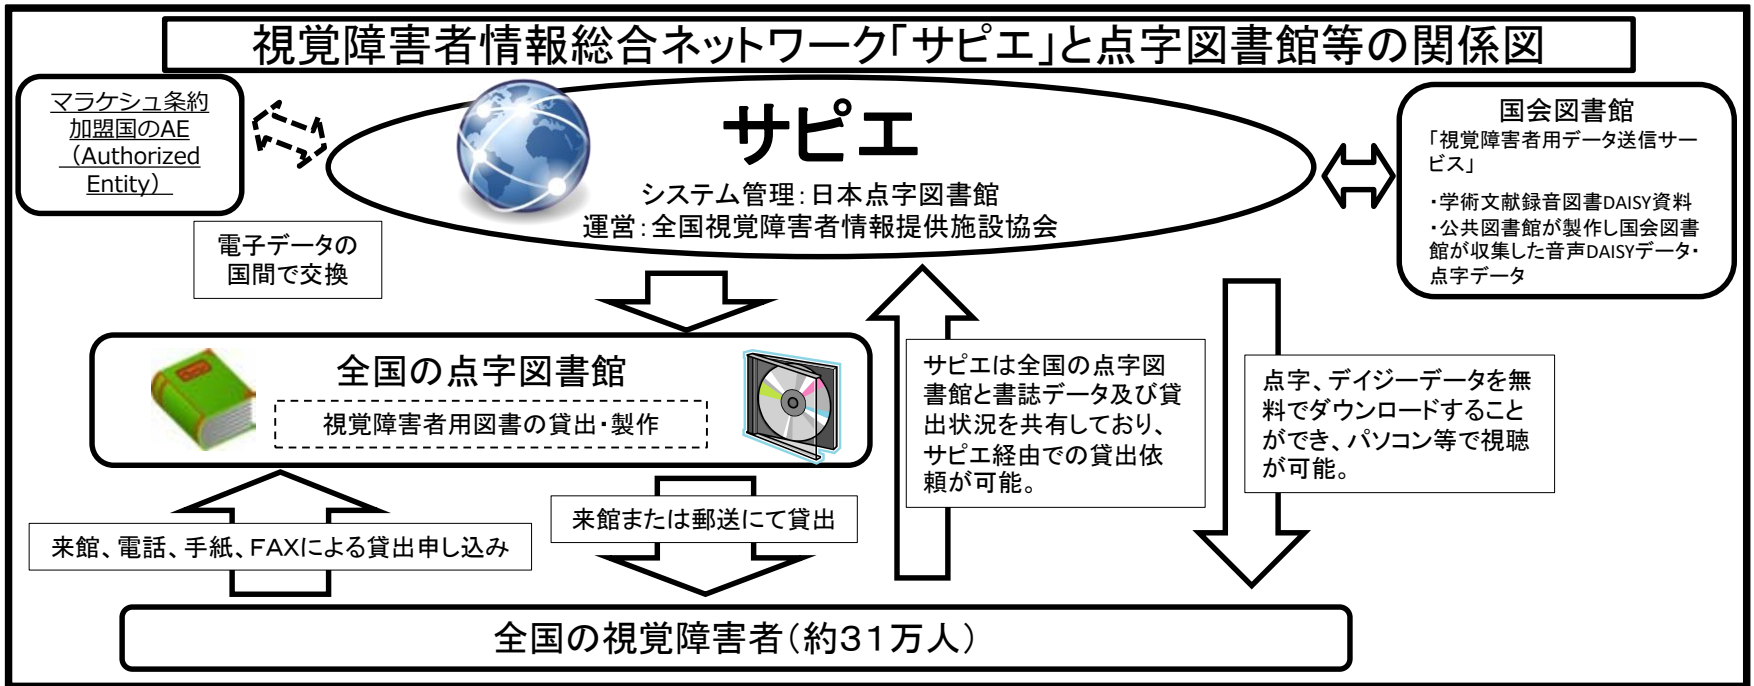 視覚障害者情報総合ネットワーク「サピエ」と点字図書館等の関係図
マラケシュ条約
加盟国のAE
（Authorized
Entity）
サピエ
システム管理：日本点字図書館
運営：全国視覚障害者情報提供施設協会
国会図書館
「視覚障害者用データ送信サー
ビス」
・学術文献録音図書DAISY資料
・公共図書館が製作し国会図書
館が収集した音声DAISYデータ・
点字データ
電子データの
国間で交換
全国の点字図書館
視覚障害者用図書の貸出・製作
サピエは全国の点字図
書館と書誌データ及び貸
出状況を共有しており、
サピエ経由での貸出依
頼が可能。
点字、デイジーデータを無
料でダウンロードすること
ができ、パソコン等で視聴
が可能。
来館、電話、手紙、FAXによる貸出申し込み
来館または郵送にて貸出
全国の視覚障害者（約３１万人）